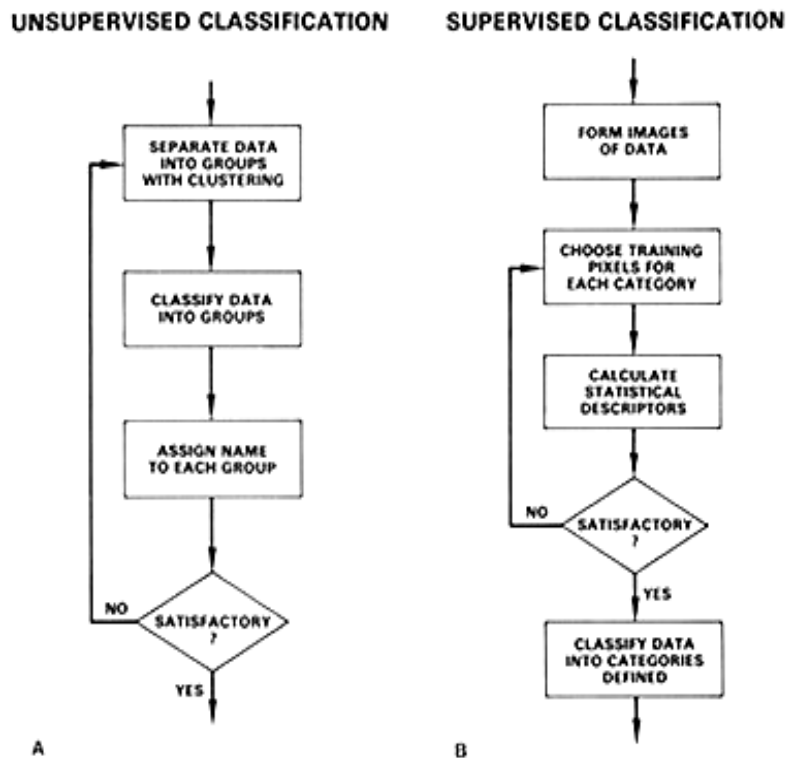 UNSUPERVISED CLASSIFICATION
SEPARATE DATA
INTO GROUPS
WITH CLUSTERING
CLASSIFY DATA
INTO GROUPS
ASSIGN NAME
TO EACH GROUP
NO
SATISFACTORY
?
YES
A
SUPERVISED CLASSIFICATION
FORM IMAGES
OF DATA
CHOOSE TRAINING
PIXELS FOR
EACH CATEGORY
CALCULATE
STATISTICAL
DESCRIPTORS
NO
SATISFACTORY
?
YES
CLASSIFY DATA
INTO CATEGORIES
DEFINED
B